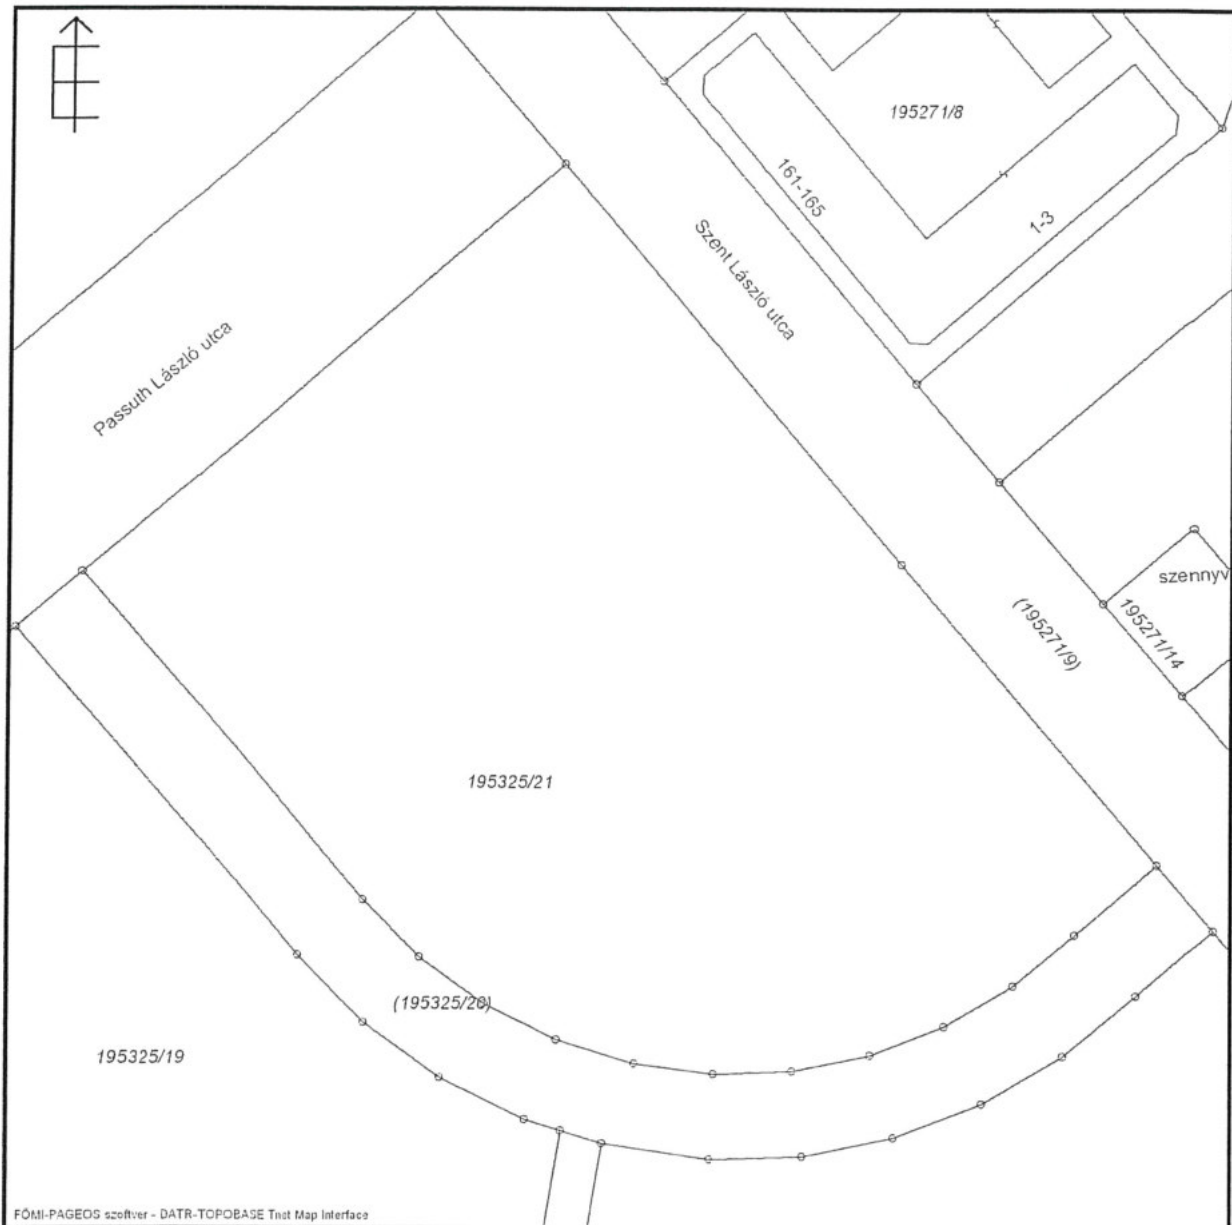 195271/8
161-165
1-3
Szent László utca
Passuth László utca
szennyv
(195271/9)
195271/14
195325/21
(195325/20)
195325/19
FÖMI-PAGEOS szoftver - DATR-TOPOBASE Tnet Map Interface